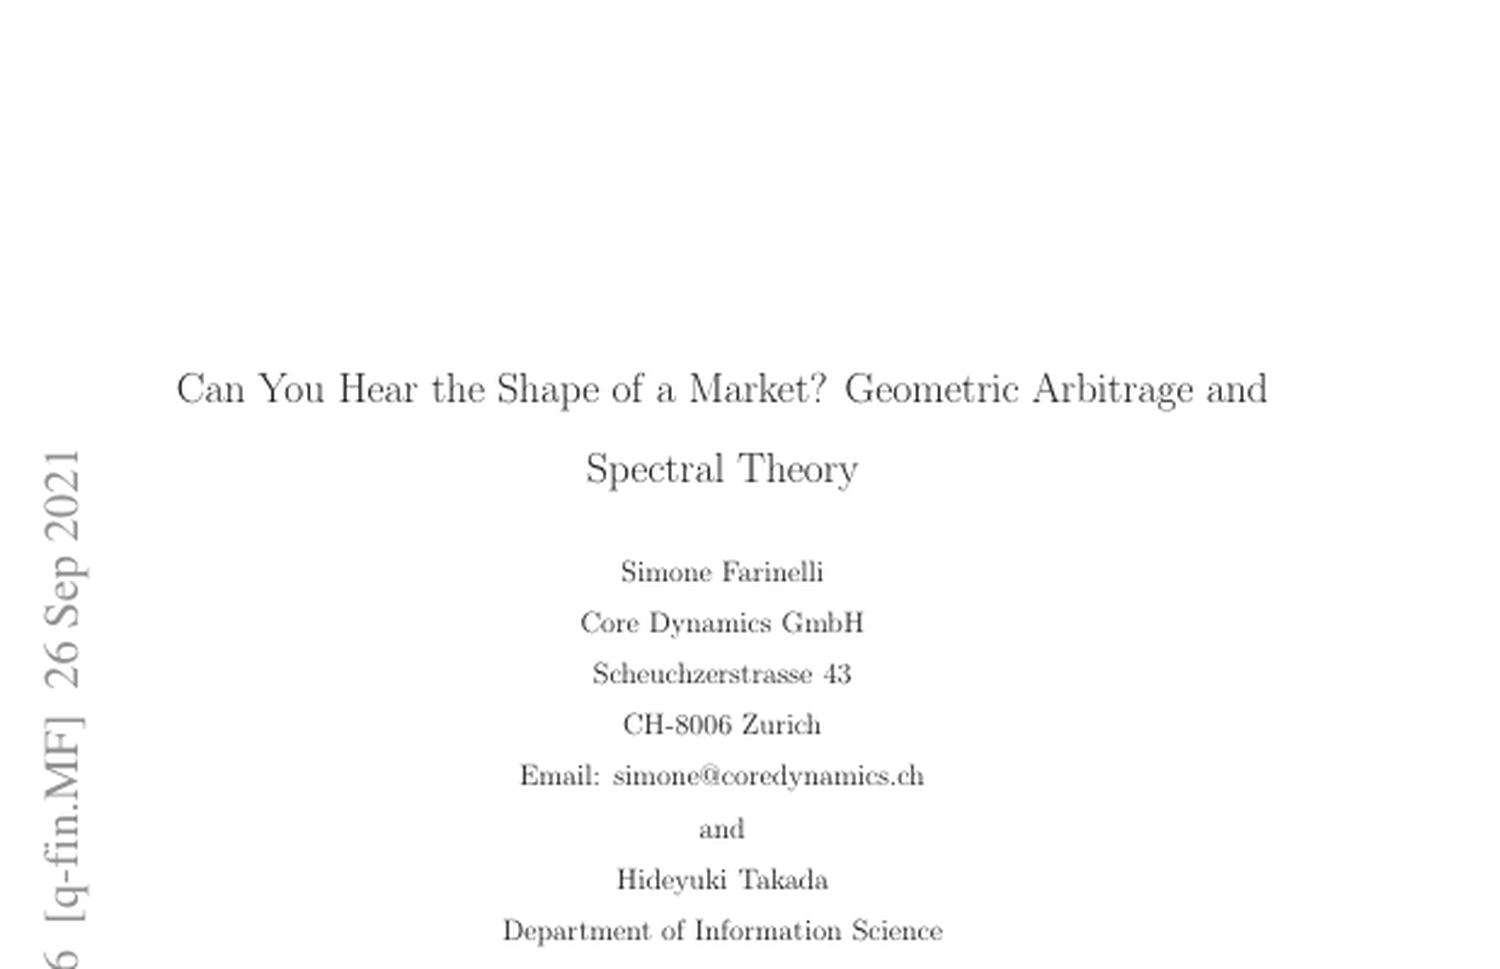 Can You Hear the Shape of a Market? Geometric Arbitrage and
Spectral Theory
Simone Farinelli
Core Dynamics GmbH
Scheuchzerstrasse 43
CH-8006 Zurich
Email: simone@coredynamics.ch
and
Hideyuki Takada
Department of Information Science
6 [q-fin.MF] 26 Sep 2021